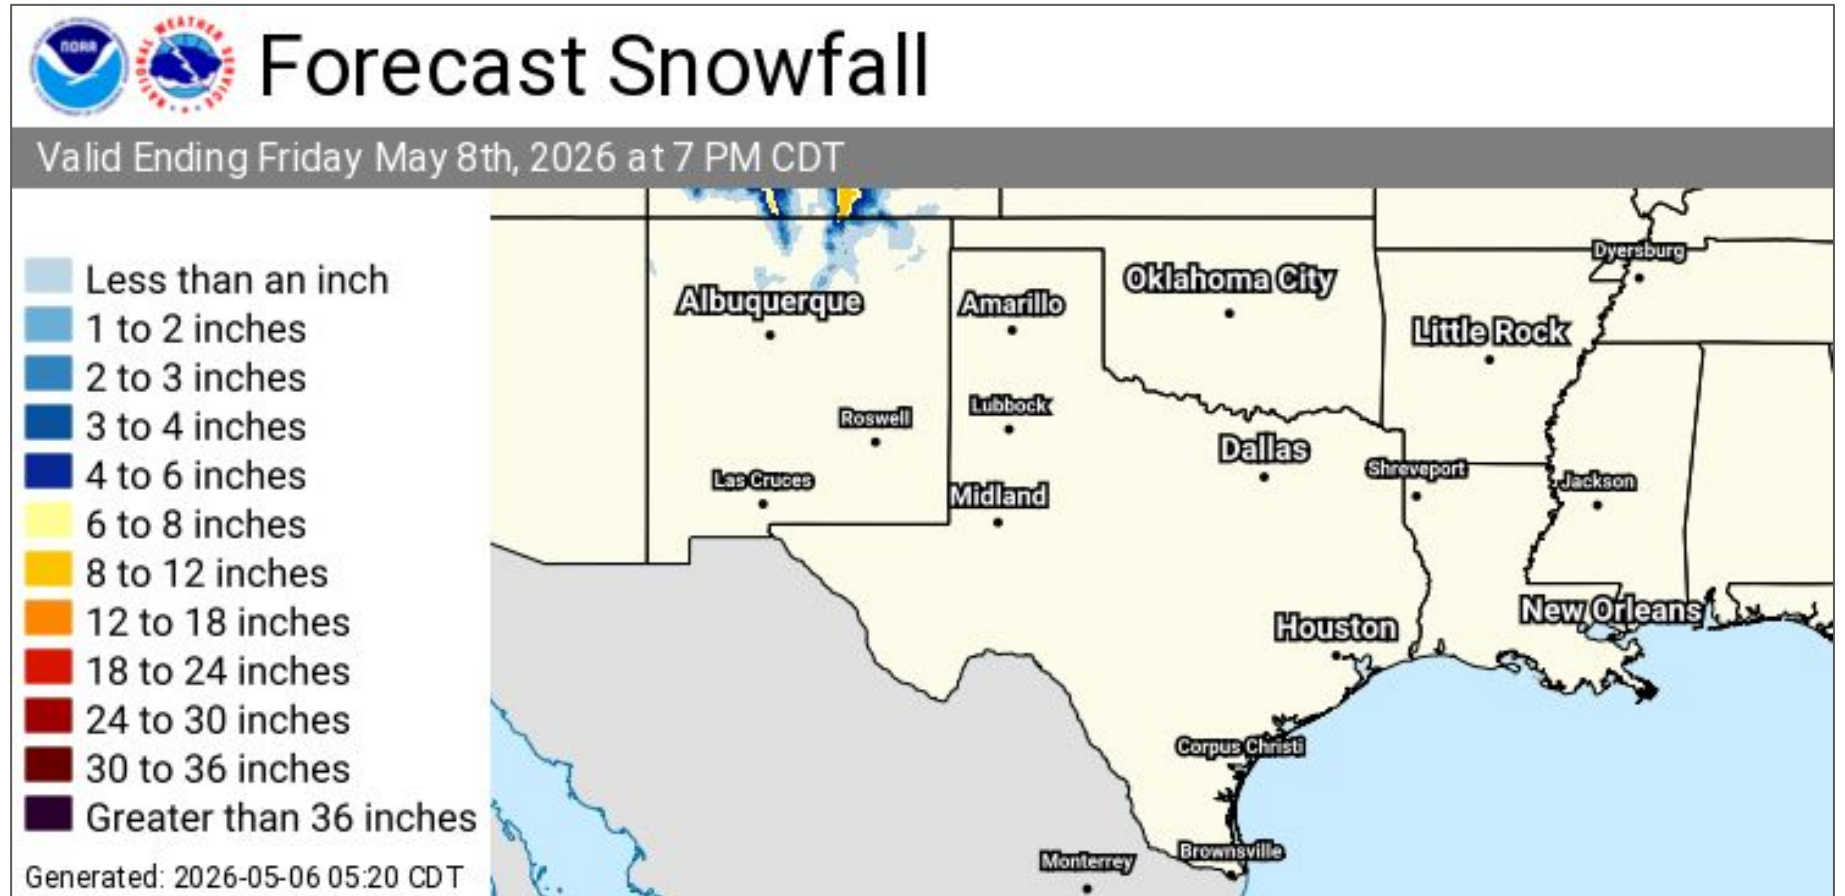 NOAA
NATIONAL WEATHER SERVICE
Forecast Snowfall
Valid Ending Friday May 8th, 2026 at 7 PM CDT
Less than an inch
1 to 2 inches
2 to 3 inches
3 to 4 inches
4 to 6 inches
6 to 8 inches
8 to 12 inches
12 to 18 inches
18 to 24 inches
24 to 30 inches
30 to 36 inches
Greater than 36 inches
Generated: 2026-05-06 05:20 CDT
Dyersburg
Oklahoma City
Albuquerque
Amarillo
Little Rock
Lubbock
Roswell
Dallas
Shreveport
Las Cruces
Jackson
Midland
New Orleans
Houston
Corpus Christi
Brownsville
Monterrey